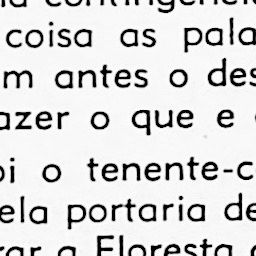 coisa as pala
m antes o des
azer o que e
oi o tenente-c
ela portaria de
rar a Floresta